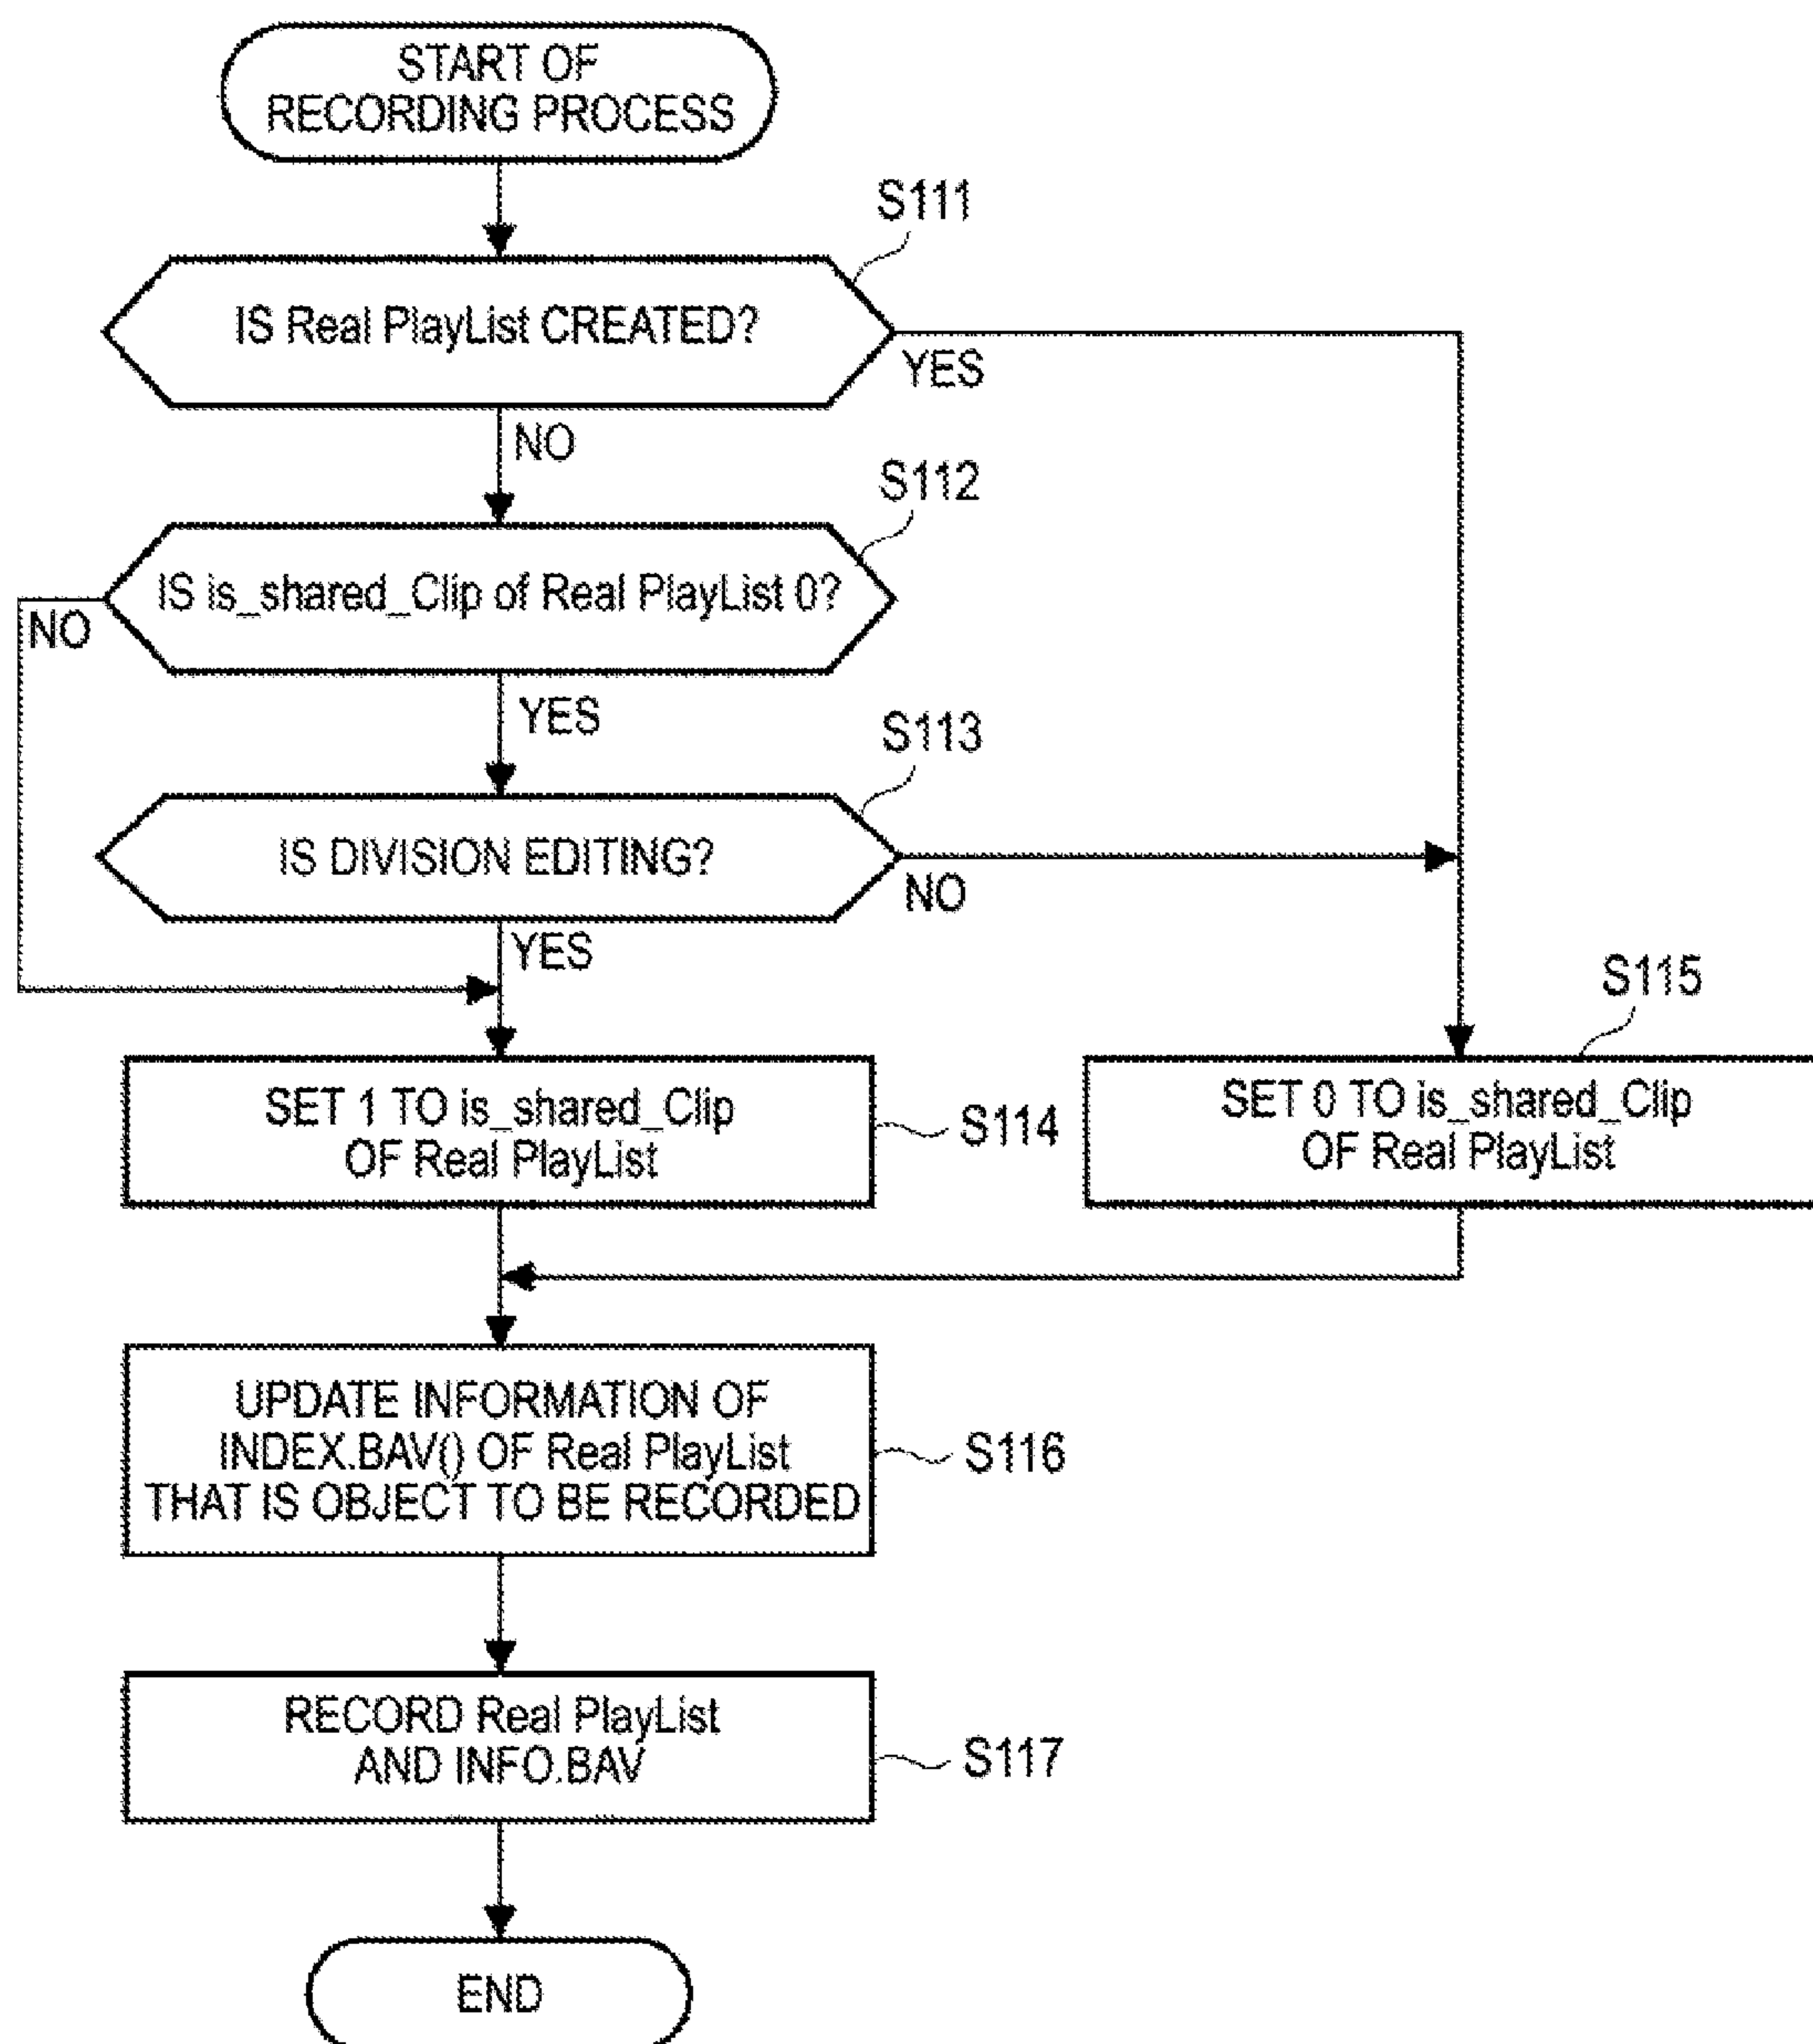 START OF
RECORDING PROCESS
S111
IS Real PlayList CREATED?
YES
NO
S112
IS is_shared_Clip of Real PlayList 0?
NO
YES
S113
IS DIVISION EDITING?
NO
YES
S115
SET 1 TO is_shared_Clip
OF Real PlayList
S114
SET 0 TO is_shared_Clip
OF Real PlayList
UPDATE INFORMATION OF
INDEX.BAV() OF Real PlayList
THAT IS OBJECT TO BE RECORDED
S116
RECORD Real PlayList
AND INFO.BAV
S117
END